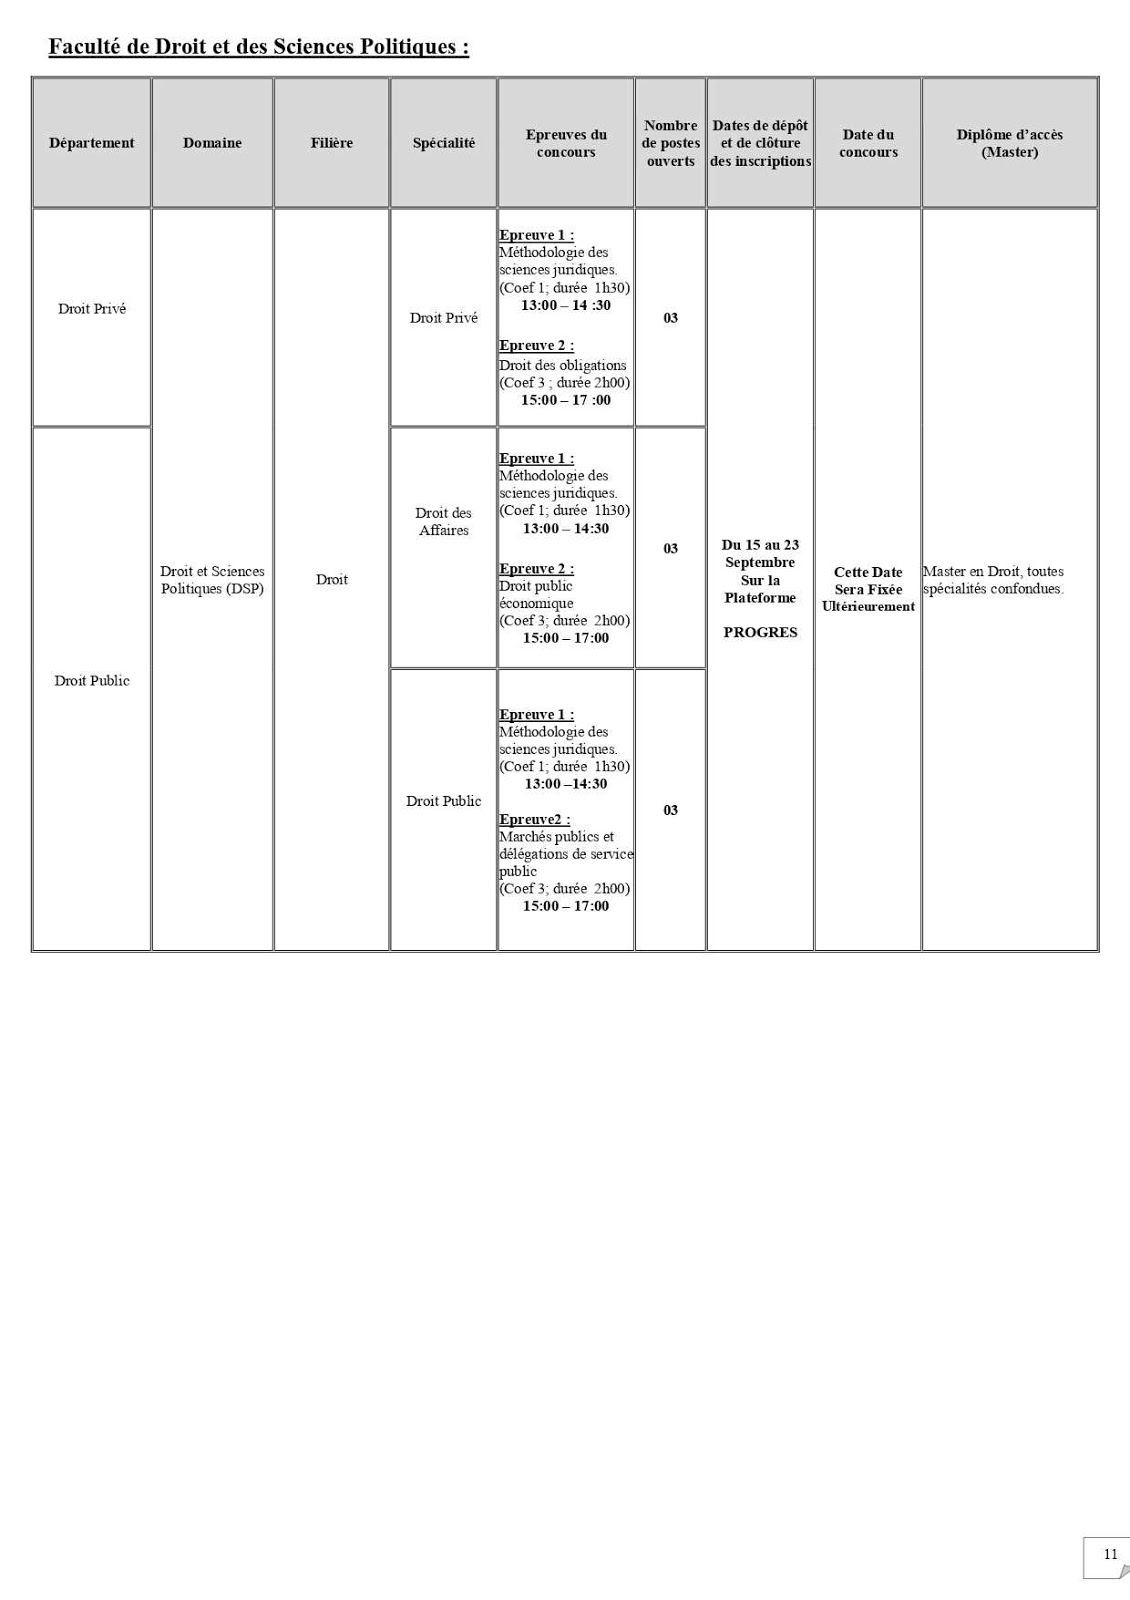 Faculté de Droit et des Sciences Politiques :
Département
Domaine
Filière
Spécialité
Epreuves du
concours
Nombre
de postes
ouverts
Dates de dépôt
et de clôture
des inscriptions
Date du
concours
Diplôme d’accès
(Master)
Droit Privé
Droit Privé
Epreuve 1 :
Méthodologie des
sciences juridiques.
(Coef 1; durée  1h30)
13:00 – 14 :30
Epreuve 2 :
Droit des obligations
(Coef 3 ; durée 2h00)
15:00 – 17 :00
03
Droit Public
Droit et Sciences
Politiques (DSP)
Droit
Droit des
Affaires
Epreuve 1 :
Méthodologie des
sciences juridiques.
(Coef 1; durée  1h30)
13:00 – 14:30
Epreuve 2 :
Droit public
économique
(Coef 3; durée  2h00)
15:00 – 17:00
03
Du 15 au 23
Septembre
Sur la
Plateforme
PROGRES
Cette Date
Sera Fixée
Ultérieurement
Master en Droit, toutes
spécialités confondues.
Droit Public
Epreuve 1 :
Méthodologie des
sciences juridiques.
(Coef 1; durée  1h30)
13:00 –14:30
Epreuve2 :
Marchés publics et
délégations de service
public
(Coef 3; durée  2h00)
15:00 – 17:00
03
11